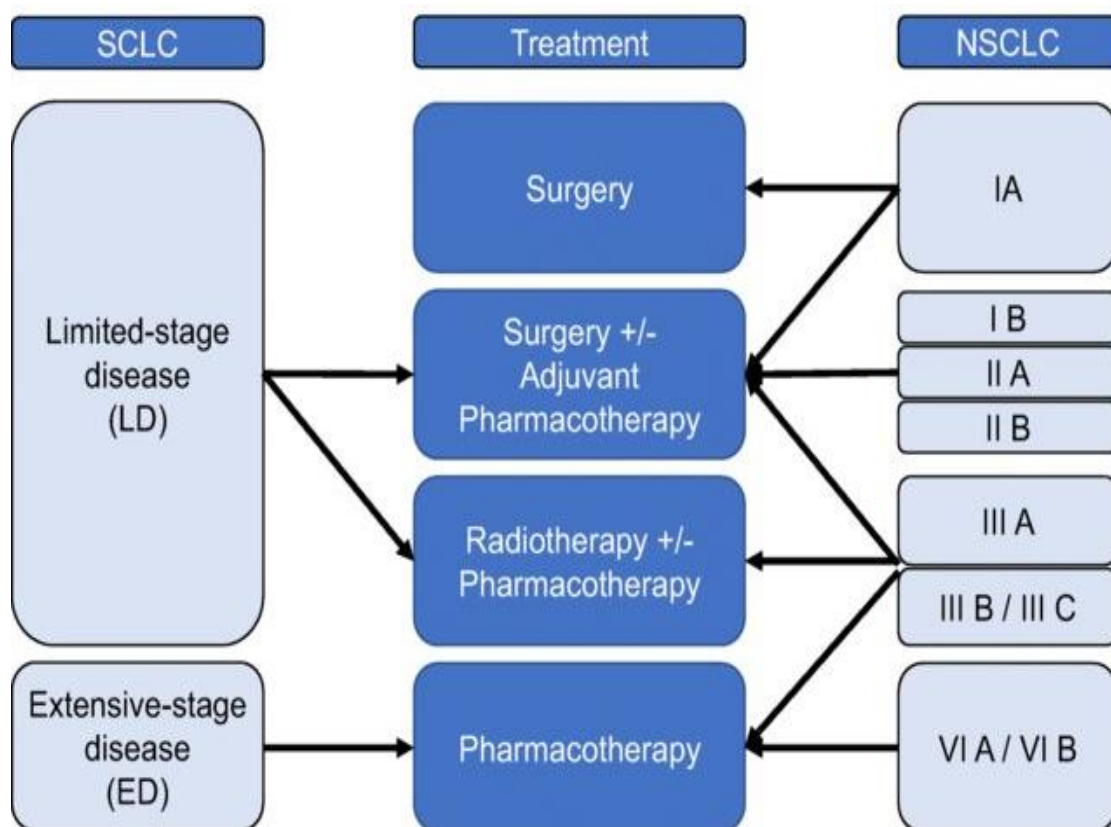 SCLC
Treatment
NSCLC
Limited-stage
disease
(LD)
Extensive-stage
disease
(ED)
Surgery
Surgery +/-
Adjuvant
Pharmacotherapy
Radiotherapy +/-
Pharmacotherapy
Pharmacotherapy
IA
I B
II A
II B
III A
III B / III C
VI A / VI B